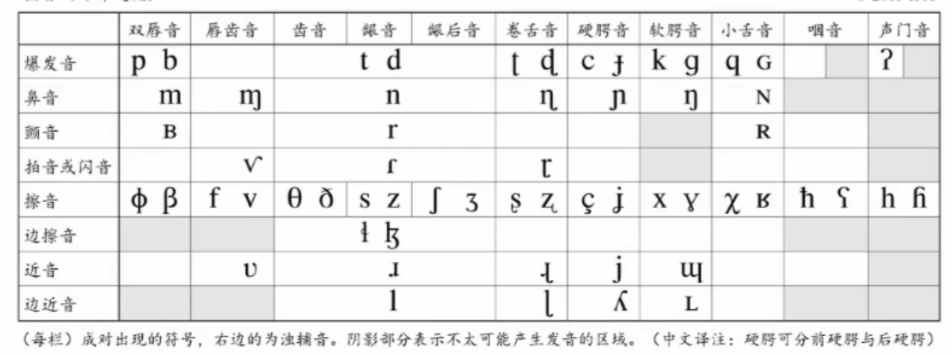 双唇音 唇齿音 齿音 龈音 龈后音 卷舌音 硬腭音 软腭音 小舌音 咽音 声门音
爆发音 p b t d ʈ ɖ c ɟ k ɡ q ɢ ʔ
鼻音 m ɱ n ɳ ɲ ŋ ɴ
颤音 ʙ r ʀ
拍音或闪音 ⱱ ɾ ɽ
擦音 ɸ β f v θ ð s z ʃ ʒ ʂ ʐ ç ʝ x ɣ χ ʁ ħ ʕ h ɦ
边擦音 ɬ ɮ
近音 ʋ ɹ ɻ j ɰ
边近音 l ɭ ʎ ʟ
（每栏）成对出现的符号，右边的为浊辅音。阴影部分表示不太可能产生发音的区域。（中文译注：硬腭可分前硬腭与后硬腭）